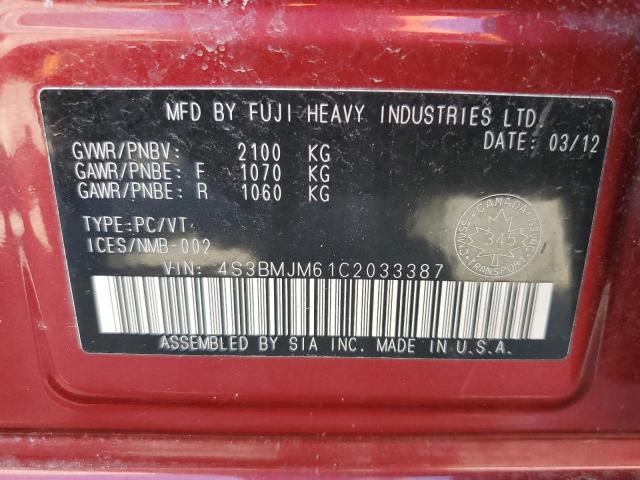 MFD BY FUJI HEAVY INDUSTRIES LTD.
DATE: 03/12
GVWR/PNBV: 2100 KG
GAWR/PNBE: F 1070 KG
GAWR/PNBE: R 1060 KG
TYPE:PC/VT
ICES/NMB-002
CANADA
345
TRANSPORT
VIN: 4S3BMJM61C2033387
ASSEMBLED BY SIA INC. MADE IN U.S.A.